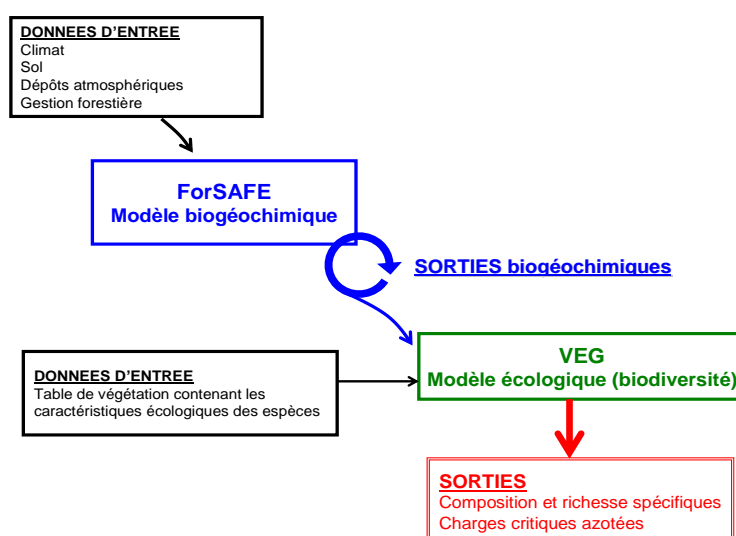 DONNEES D'ENTREE
Climat
Sol
Dépôts atmosphériques
Gestion forestière
ForSAFE
Modèle biogéochimique
SORTIES biogéochimiques
VEG
Modèle écologique (biodiversité)
DONNEES D'ENTREE
Table de végétation contenant les
caractéristiques écologiques des espèces
SORTIES
Composition et richesse spécifiques
Charges critiques azotées